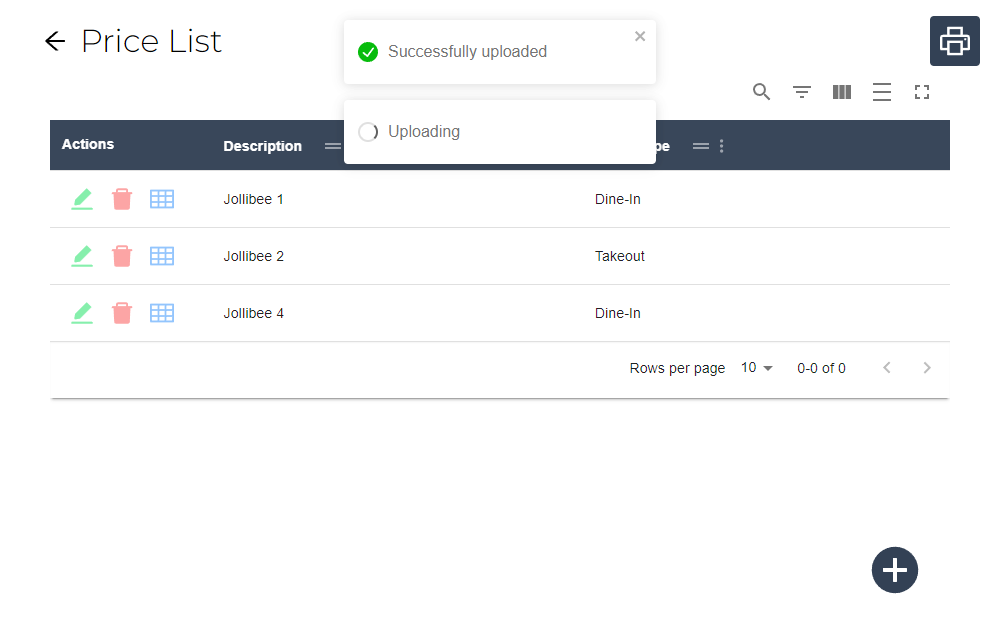 Price List
Successfully uploaded
Uploading
Actions
Description
pe
Jollibee 1
Dine-In
Jollibee 2
Takeout
Jollibee 4
Dine-In
Rows per page 10 0-0 of 0